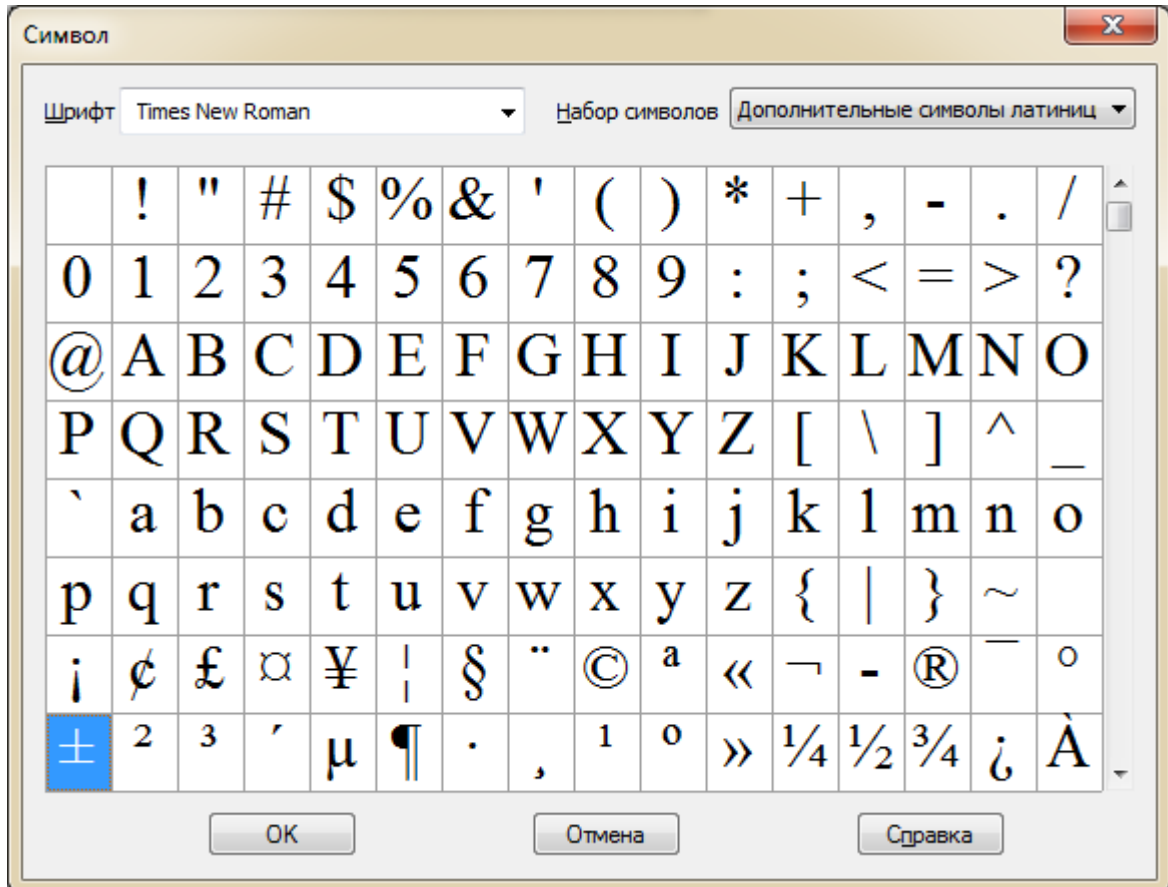 Символ
Шрифт Times New Roman Набор символов Дополнительные символы латиниц
! " # $ % & ' ( ) * + , - . /
0 1 2 3 4 5 6 7 8 9 : ; < = > ?
@ A B C D E F G H I J K L M N O
P Q R S T U V W X Y Z [ \ ] ^ _
` a b c d e f g h i j k l m n o
p q r s t u v w x y z { | } ~
¡ ¢ £ ¤ ¥ ¦ § ¨ © ª « ¬ - ® ¯ °
± ² ³ ´ µ ¶ · ¸ ¹ º » ¼ ½ ¾ ¿ À
OK Отмена Справка